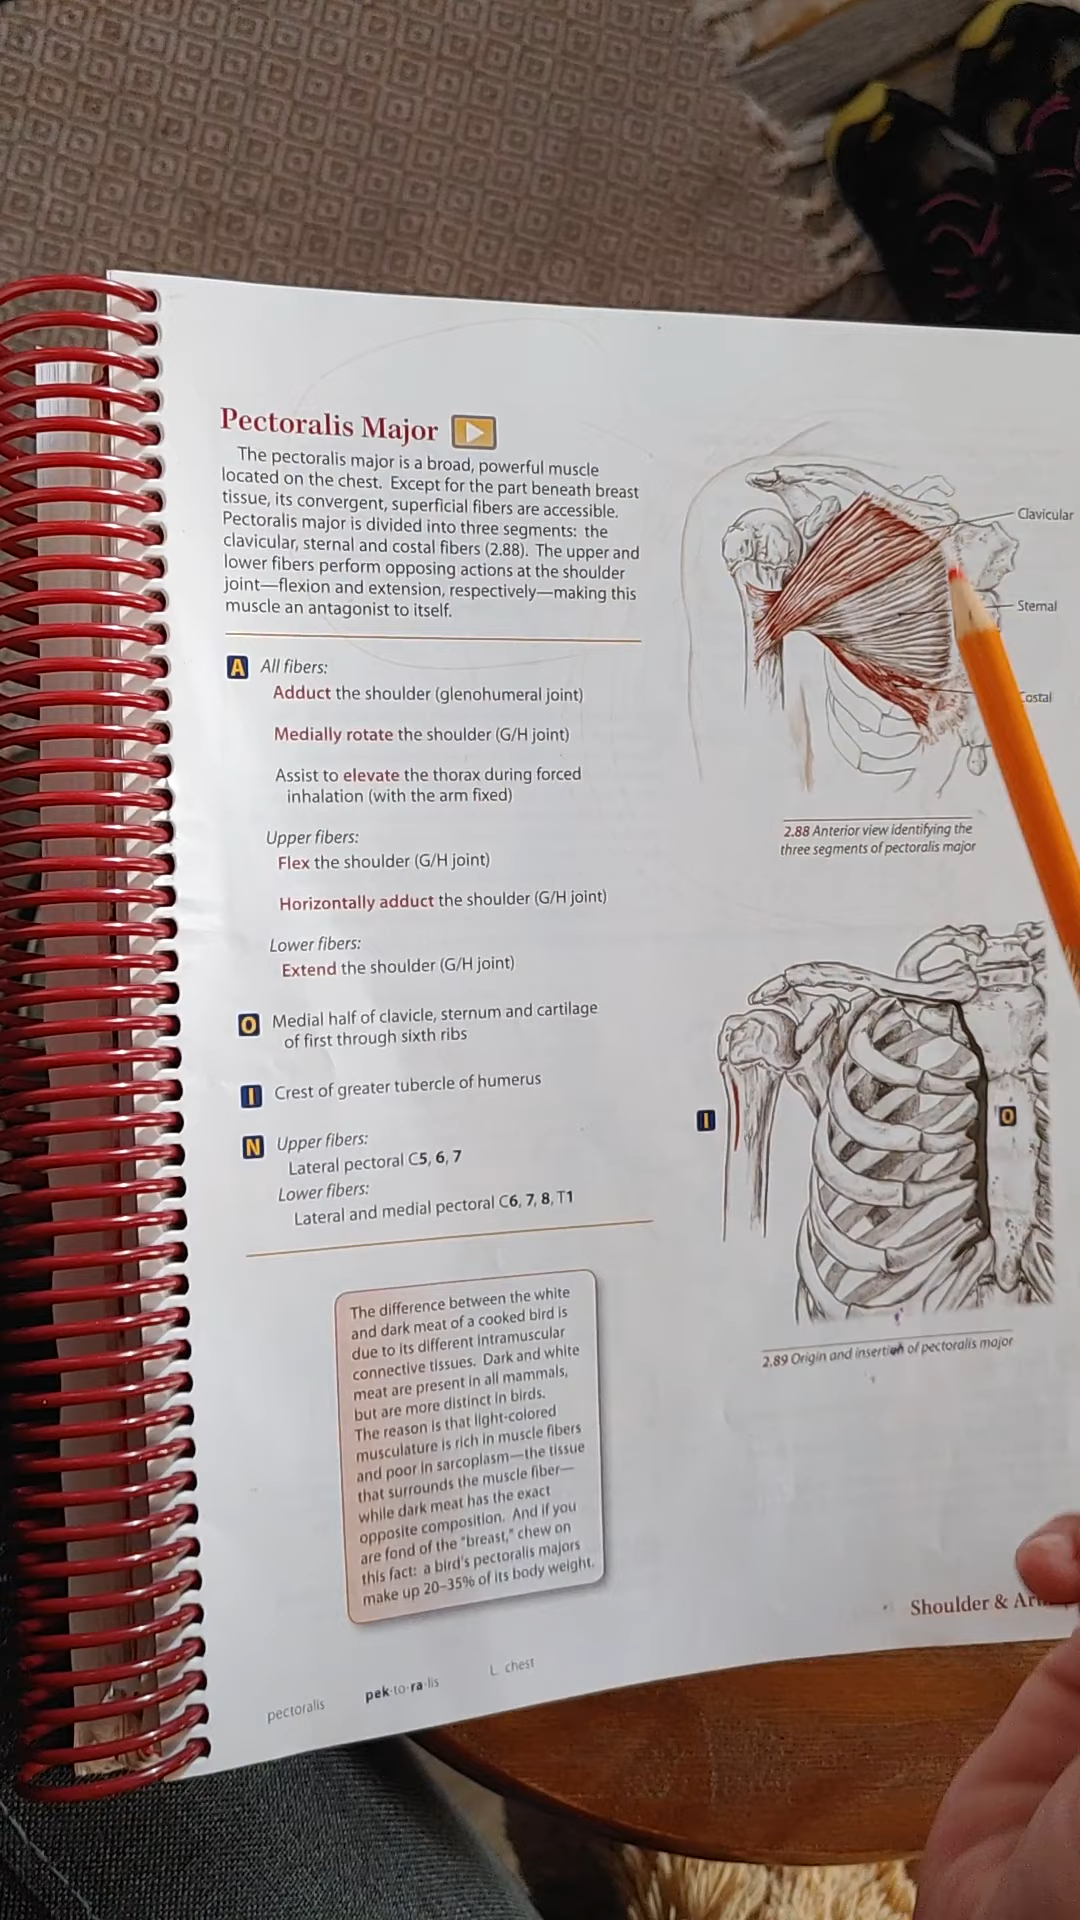 Pectoralis Major
The pectoralis major is a broad, powerful muscle
located on the chest. Except for the part beneath breast
tissue, its convergent, superficial fibers are accessible.
Pectoralis major is divided into three segments: the
clavicular, sternal and costal fibers (2.88). The upper and
lower fibers perform opposing actions at the shoulder
joint—flexion and extension, respectively—making this
muscle an antagonist to itself.
A All fibers:
Adduct the shoulder (glenohumeral joint)
Medially rotate the shoulder (G/H joint)
Assist to elevate the thorax during forced
inhalation (with the arm fixed)
Upper fibers:
Flex the shoulder (G/H joint)
Horizontally adduct the shoulder (G/H joint)
Lower fibers:
Extend the shoulder (G/H joint)
O Medial half of clavicle, sternum and cartilage
of first through sixth ribs
I Crest of greater tubercle of humerus
N Upper fibers:
Lateral pectoral C5, 6, 7
Lower fibers:
Lateral and medial pectoral C6, 7, 8, T1
The difference between the white
and dark meat of a cooked bird is
due to its different intramuscular
connective tissues. Dark and white
meat are present in all mammals,
but are more distinct in birds.
The reason is that light-colored
musculature is rich in muscle fibers
and poor in sarcoplasm—the tissue
that surrounds the muscle fiber—
while dark meat has the exact
opposite composition. And if you
are fond of the "breast," chew on
this fact: a bird's pectoralis majors
make up 20–35% of its body weight.
pectoralis pek-to-ra-lis L. chest
Clavicular
Sternal
Costal
2.88 Anterior view identifying the
three segments of pectoralis major
I
O
2.89 Origin and insertion of pectoralis major
Shoulder &